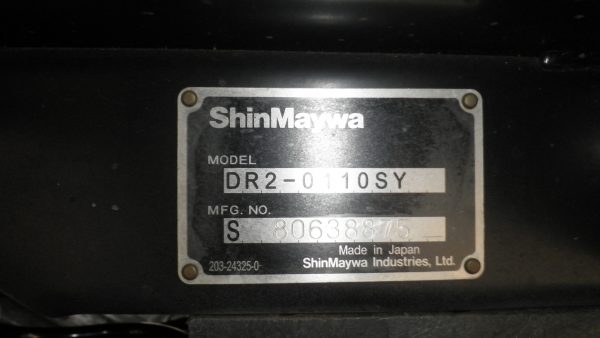 ShinMaywa
MODEL
DR2-0110SY
MFG. NO.
S 80638875
Made in Japan
203-24325-0 ShinMaywa Industries, Ltd.